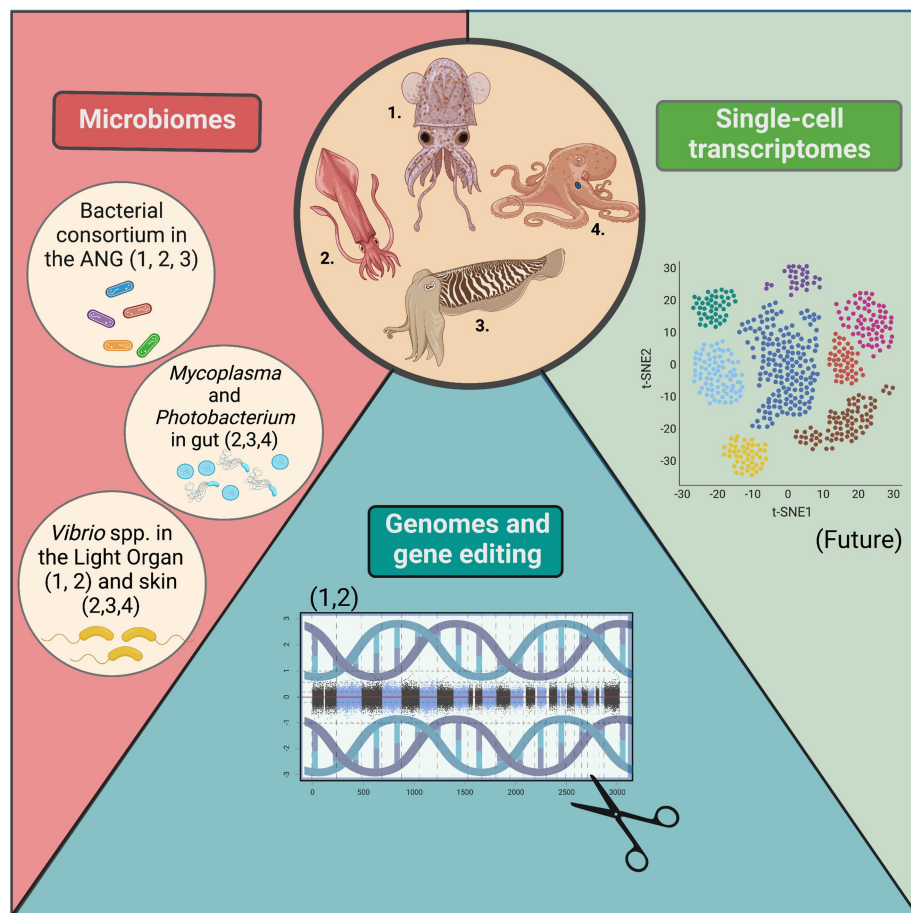 Microbiomes
Bacterial
consortium in
the ANG (1, 2, 3)
Mycoplasma
and
Photobacterium
in gut (2,3,4)
Vibrio spp. in
the Light Organ
(1, 2) and skin
(2,3,4)
1.
2.
3.
4.
Single-cell
transcriptomes
30
20
10
0
-10
-20
-30
t-SNE2
-30
-20
-10
0
10
20
30
t-SNE1
(Future)
Genomes and
gene editing
(1,2)
3
2
1
0
-1
-2
-3
0
500
1000
1500
2000
2500
3000